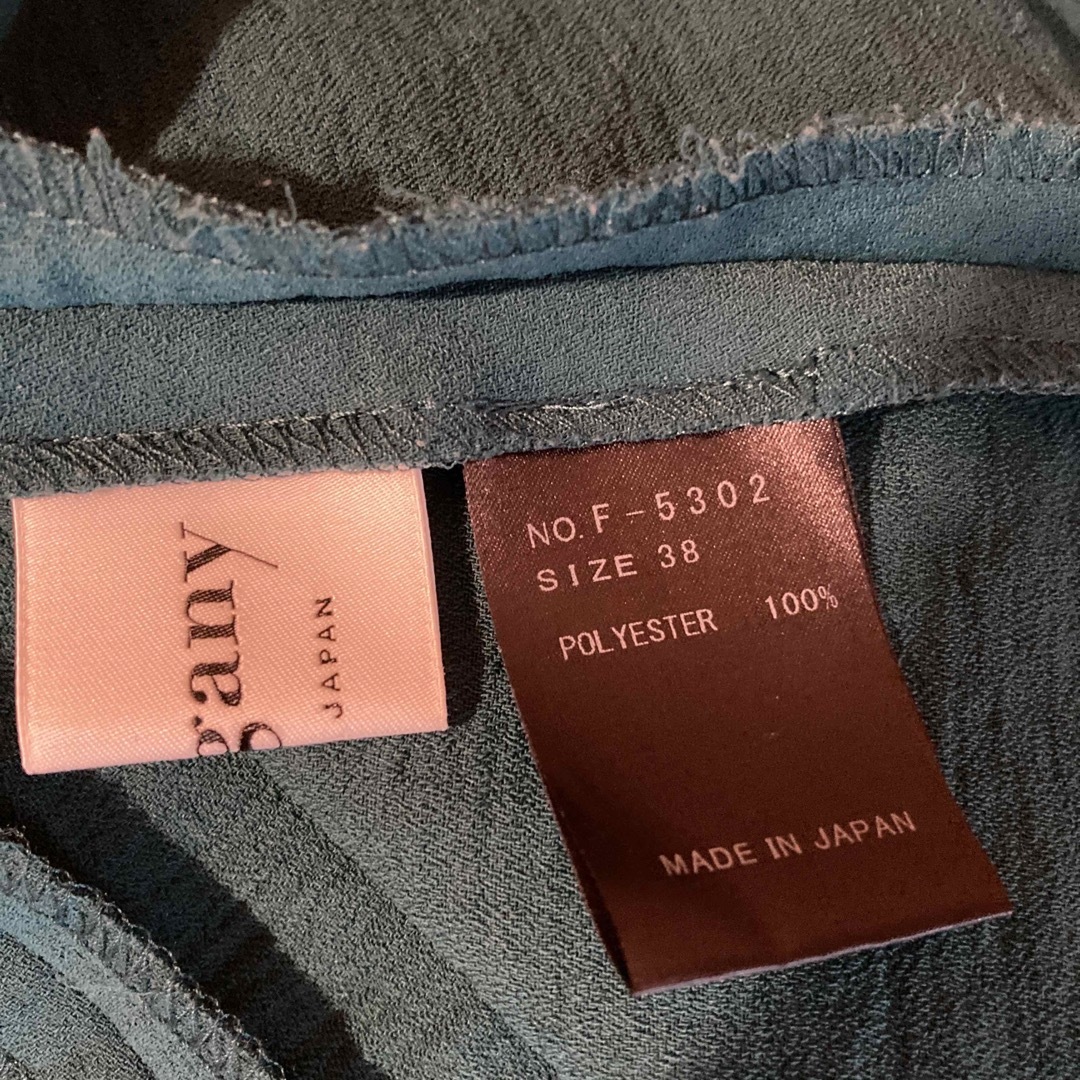 gany
JAPAN
NO. F-5302
SIZE 38
POLYESTER 100%
MADE IN JAPAN